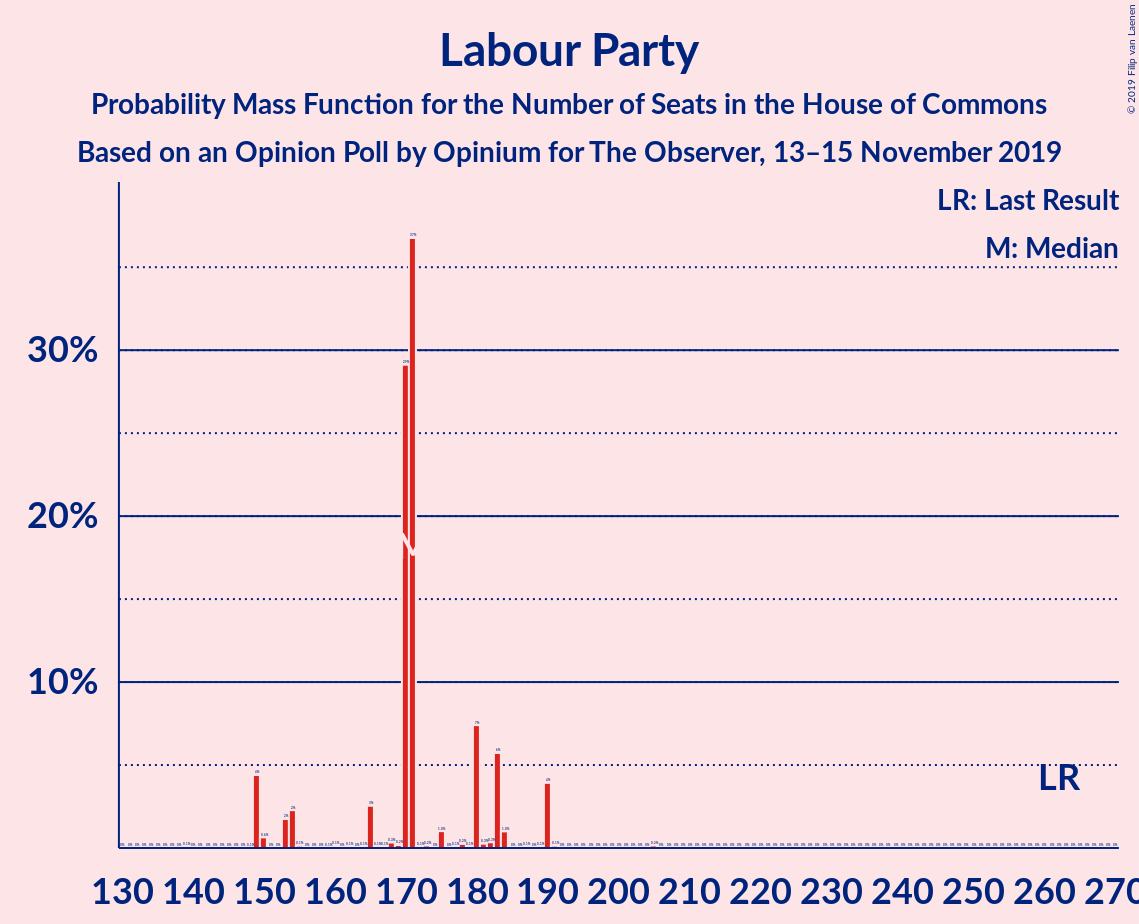 © 2019 Filip van Laenen
Labour Party
Probability Mass Function for the Number of Seats in the House of Commons
Based on an Opinion Poll by Opinium for The Observer, 13–15 November 2019
LR: Last Result
M: Median
30%
20%
10%
LR
130 140 150 160 170 180 190 200 210 220 230 240 250 260 270